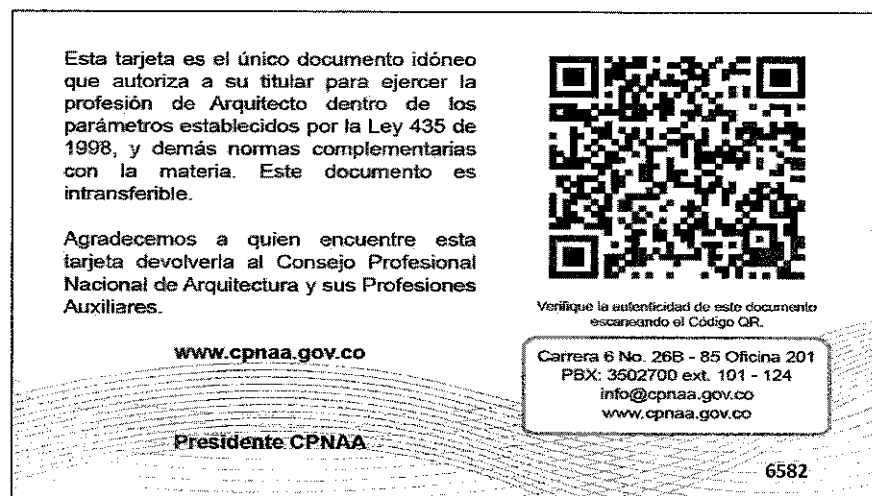 Esta tarjeta es el único documento idóneo
que autoriza a su titular para ejercer la
profesión de Arquitecto dentro de los
parámetros establecidos por la Ley 435 de
1998, y demás normas complementarias
con la materia. Este documento es
intransferible.
Agradecemos a quien encuentre esta
tarjeta devolverla al Consejo Profesional
Nacional de Arquitectura y sus Profesiones
Auxiliares.
www.cpnaa.gov.co
Presidente CPNAA
Verifique la autenticidad de este documento
escaneando el Código QR.
Carrera 6 No. 26B - 85 Oficina 201
PBX: 3502700 ext. 101 - 124
info@cpnaa.gov.co
www.cpnaa.gov.co
6582